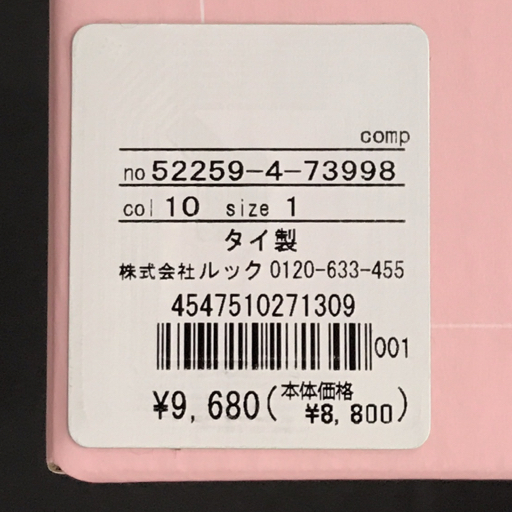 comp
no 52259-4-73998
col 10 size 1
タイ製
株式会社ルック 0120-633-455
4547510271309
001
¥9,680(本体価格 ¥8,800)